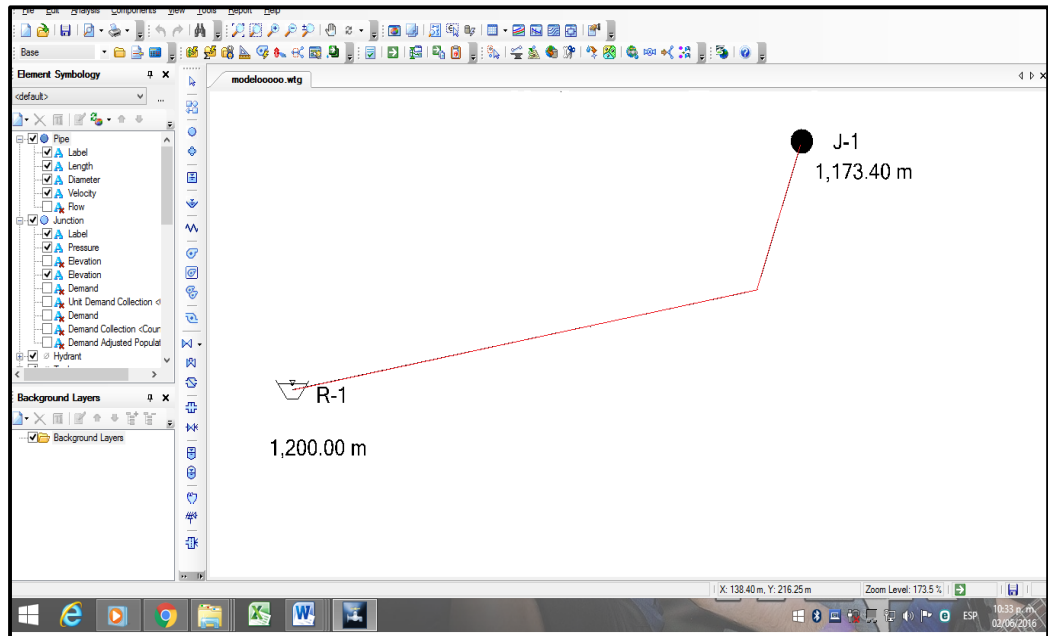 File Edit Analysis Components View Tools Report Help
Base
Element Symbology
<default>
...
Pipe
Label
Length
Diameter
Velocity
Flow
Junction
Label
Pressure
Elevation
Elevation
Demand
Unit Demand Collection <
Demand
Demand Collection <Cour
Demand Adjusted Populat
Hydrant
Background Layers
Background Layers
modelooooo.wtg
J-1
1,173.40 m
R-1
1,200.00 m
X: 138.40 m, Y: 216.25 m
Zoom Level: 173.5 %
ESP
10:33 p. m.
02/06/2016